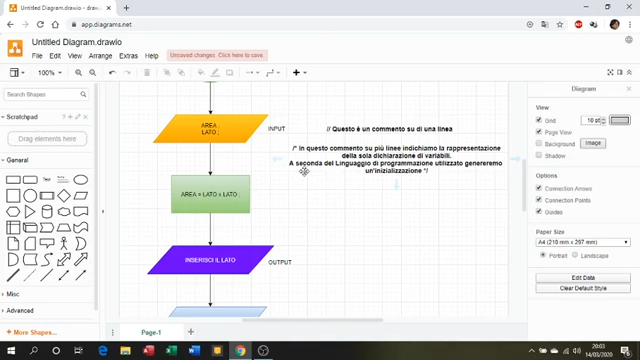 Untitled Diagram.drawio - draw.io
app.diagrams.net
Untitled Diagram.drawio
File Edit View Arrange Extras Help
Unsaved changes. Click here to save.
100%
Search Shapes
Scratchpad
Drag elements here
General
Misc
Advanced
+ More Shapes...
AREA ;
LATO ;
INPUT
// Questo è un commento su di una linea
/* In questo commento su più linee indichiamo la rappresentazione
della sola dichiarazione di variabili.
A seconda del Linguaggio di programmazione utilizzato genereremo
un'inizializzazione */
AREA = LATO x LATO ;
INSERISCI IL LATO
OUTPUT
Page-1
Diagram
View
Grid
10 pt
Page View
Background
Image
Shadow
Options
Connection Arrows
Connection Points
Guides
Paper Size
A4 (210 mm x 297 mm)
Portrait
Landscape
Edit Data
Clear Default Style
20:03
14/03/2020